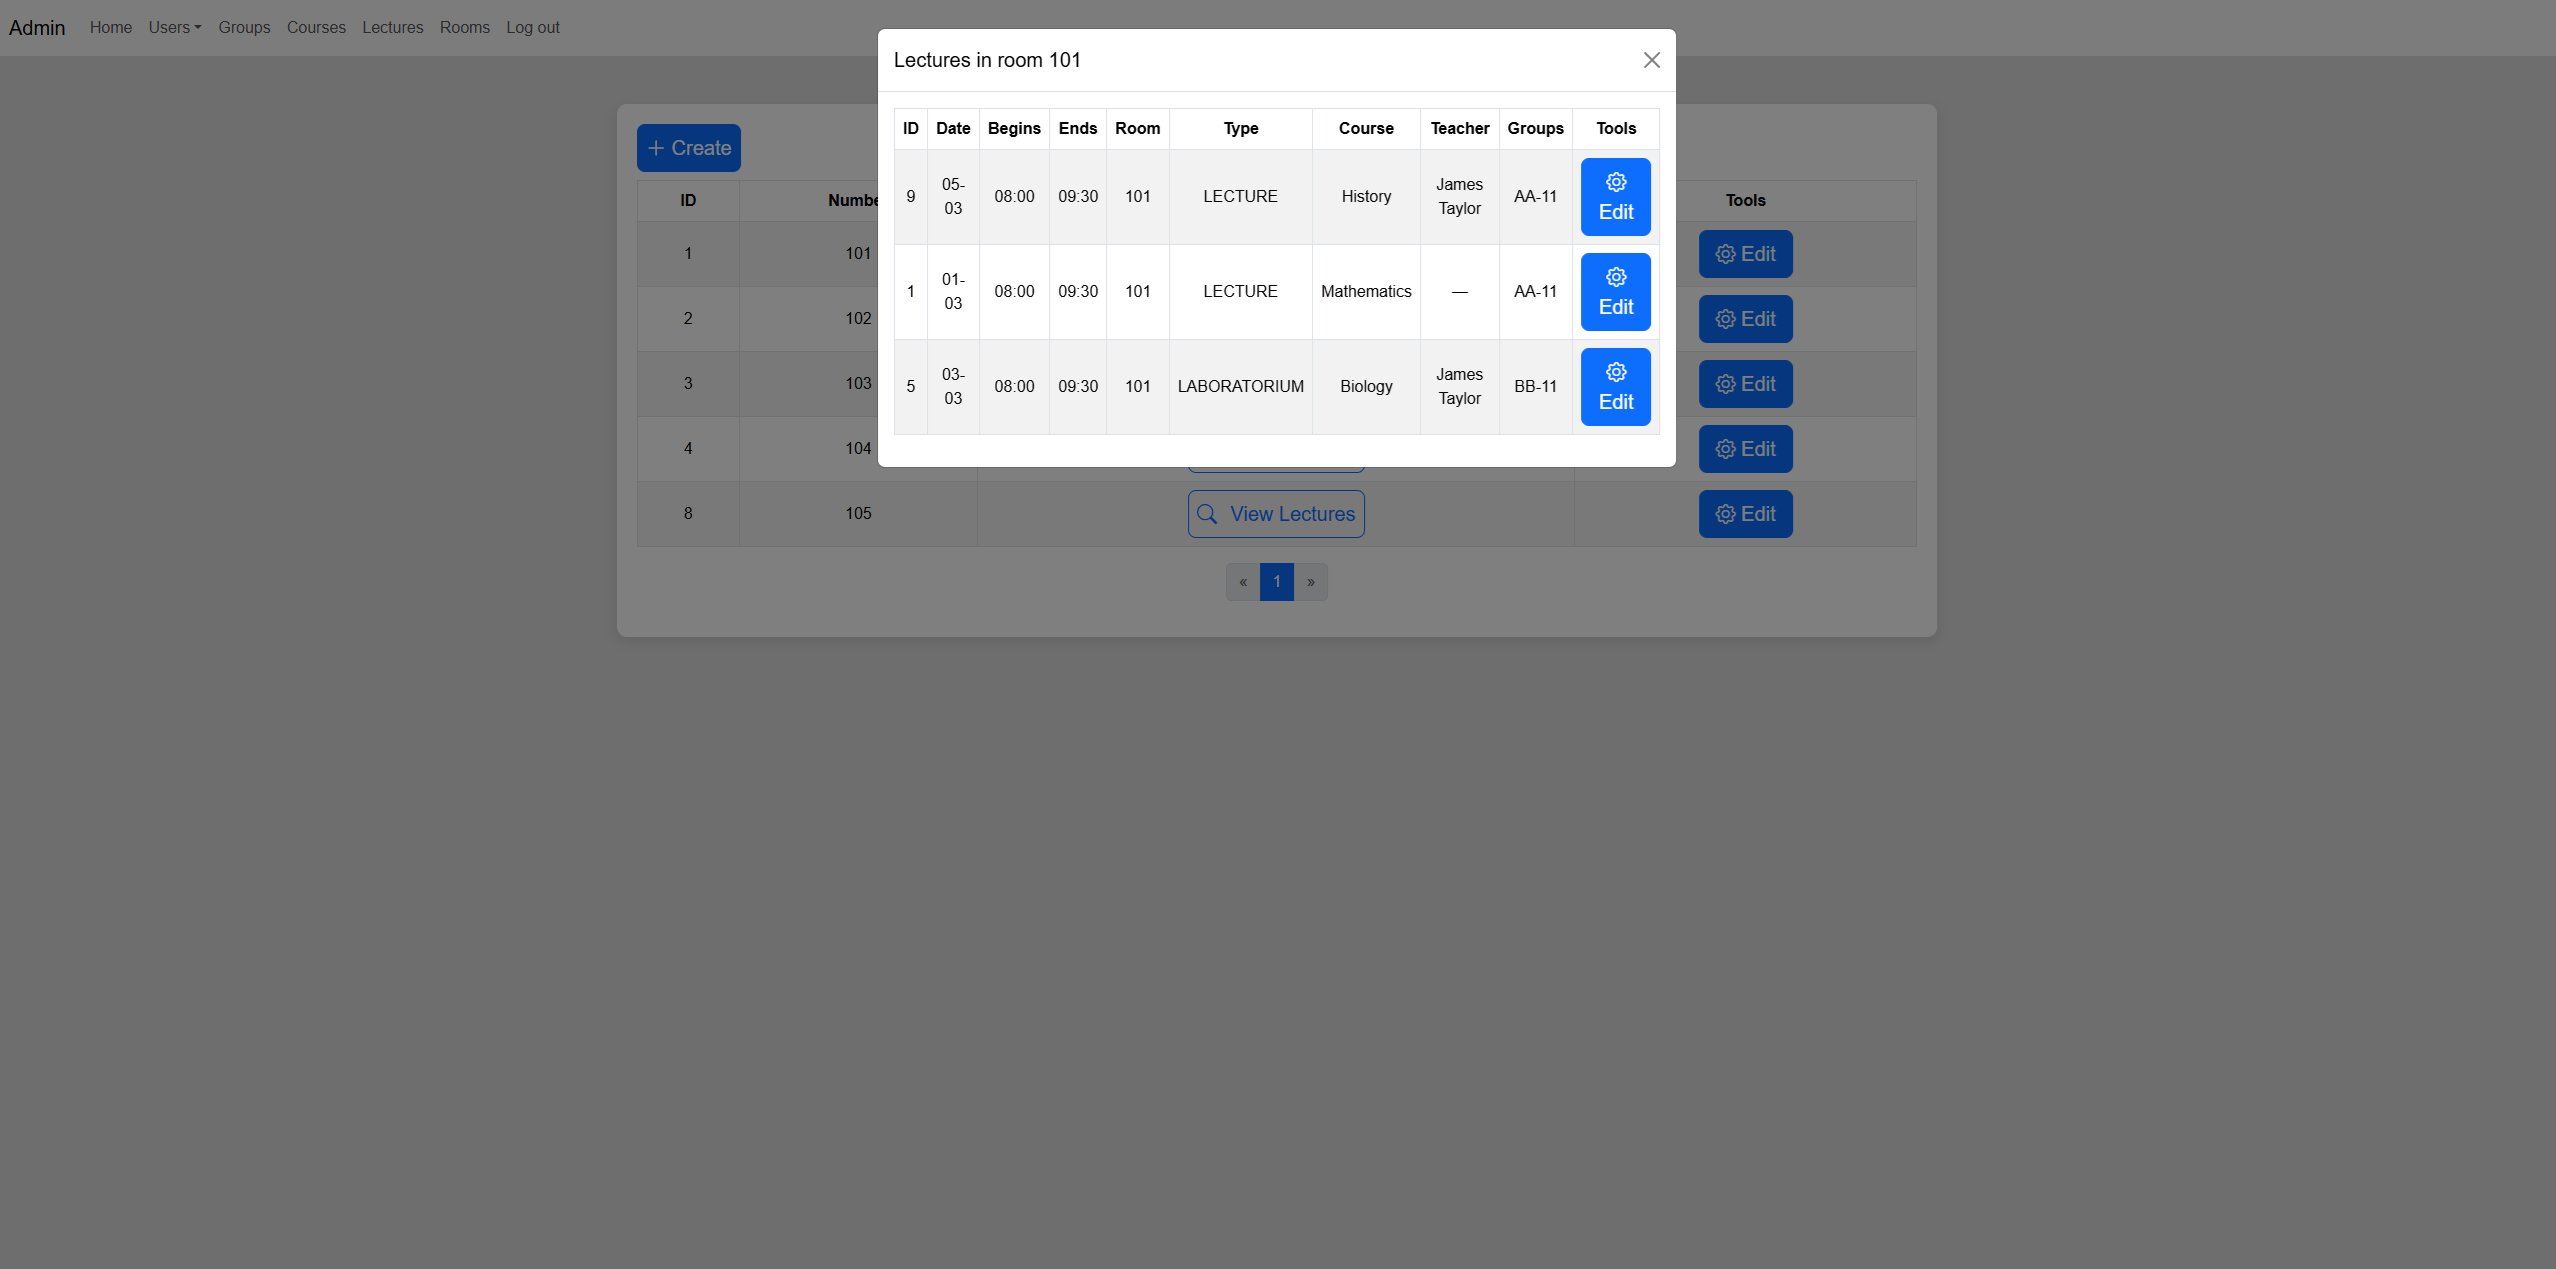 Admin Home Users Groups Courses Lectures Rooms Log out
Lectures in room 101
ID Date Begins Ends Room Type Course Teacher Groups Tools
9 05-03 08:00 09:30 101 LECTURE History James Taylor AA-11 Edit
1 01-03 08:00 09:30 101 LECTURE Mathematics — AA-11 Edit
5 03-03 08:00 09:30 101 LABORATORIUM Biology James Taylor BB-11 Edit
+ Create
ID Numbe Tools
1 101 Edit
2 102 Edit
3 103 Edit
4 104 Edit
8 105 View Lectures Edit
« 1 »